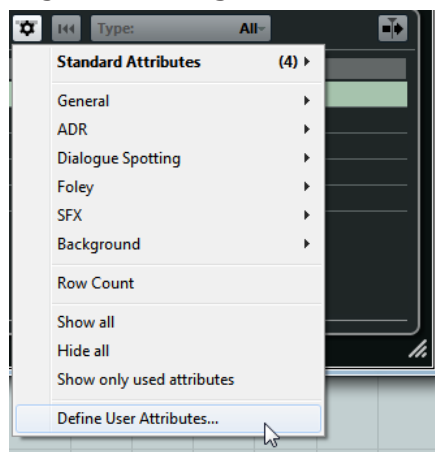 Type: All
Standard Attributes (4)
General
ADR
Dialogue Spotting
Foley
SFX
Background
Row Count
Show all
Hide all
Show only used attributes
Define User Attributes...